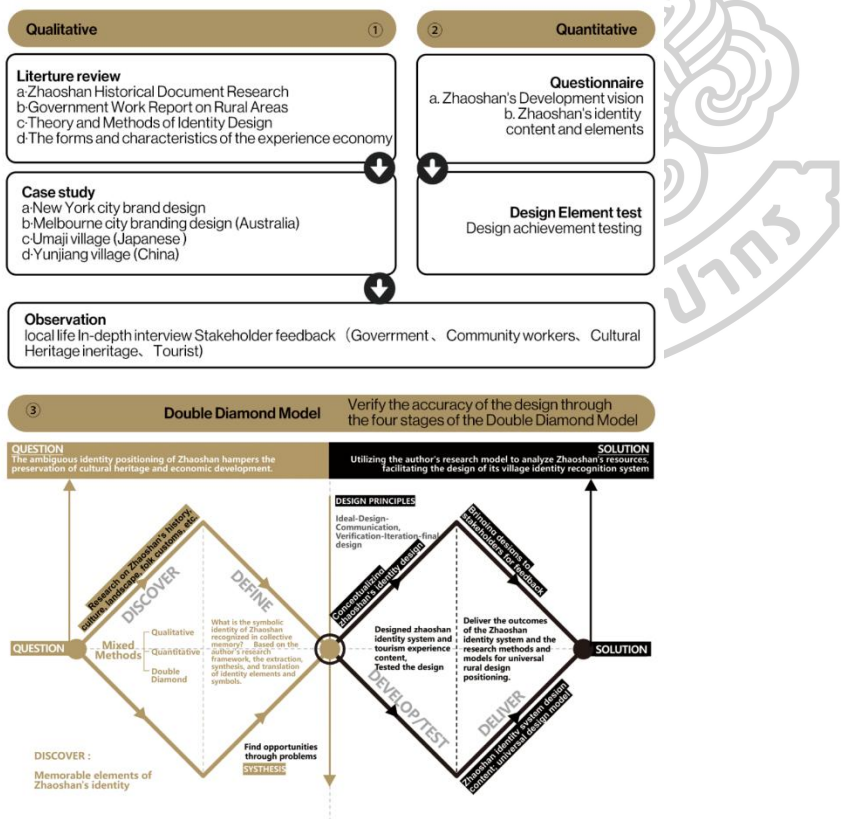 Qualitative ①
② Quantitative
Literture review
a·Zhaoshan Historical Document Research
b·Government Work Report on Rural Areas
c·Theory and Methods of Identity Design
d·The forms and characteristics of the experience economy
Questionnaire
a. Zhaoshan's Development vision
b. Zhaoshan's identity
content and elements
Case study
a·New York city brand design
b·Melbourne city branding design (Australia)
c·Umaji village (Japanese )
d·Yunjiang village (China)
Design Element test
Design achievement testing
Observation
local life In-depth interview Stakeholder feedback （Goverrment 、 Community workers、 Cultural
Heritage ineritage、 Tourist)
③ Double Diamond Model
Verify the accuracy of the design through
the four stages of the Double Diamond Model
QUESTION
The ambiguous identity positioning of Zhaoshan hampers the
preservation of cultural heritage and economic development.
SOLUTION
Utilizing the author's research model to analyze Zhaoshan's resources,
facilitating the design of its village identity recognition system
DESIGN PRINCIPLES
Ideal-Design-
Communication,
Verification-Iteration-final
design
Research on Zhaoshan's history,
culture, landscape, folk customs, etc.
DISCOVER
DEFINE
Conceptualizing
zhaoshan's identity design
Bringing designs to
stakeholders for feedback
QUESTION
Mixed
Methods
Qualitative
Quantitative
Double
Diamond
What is the symbolic
identity of Zhaoshan
recognized in collective
memory? Based on the
author's research
framework, the extraction,
synthesis, and translation
of identity elements and
symbols.
Designed zhaoshan
identity system and
tourism experience
content,
Tested the design
Deliver the outcomes
of the Zhaoshan
identity system and the
research methods and
models for universal
rural design
positioning.
SOLUTION
DEVELOP/TEST
DELIVER
Zhaoshan identity system design
content; universal design model
Find opportunities
through problems
SYSTHESIS
DISCOVER :
Memorable elements of
Zhaoshan's identity